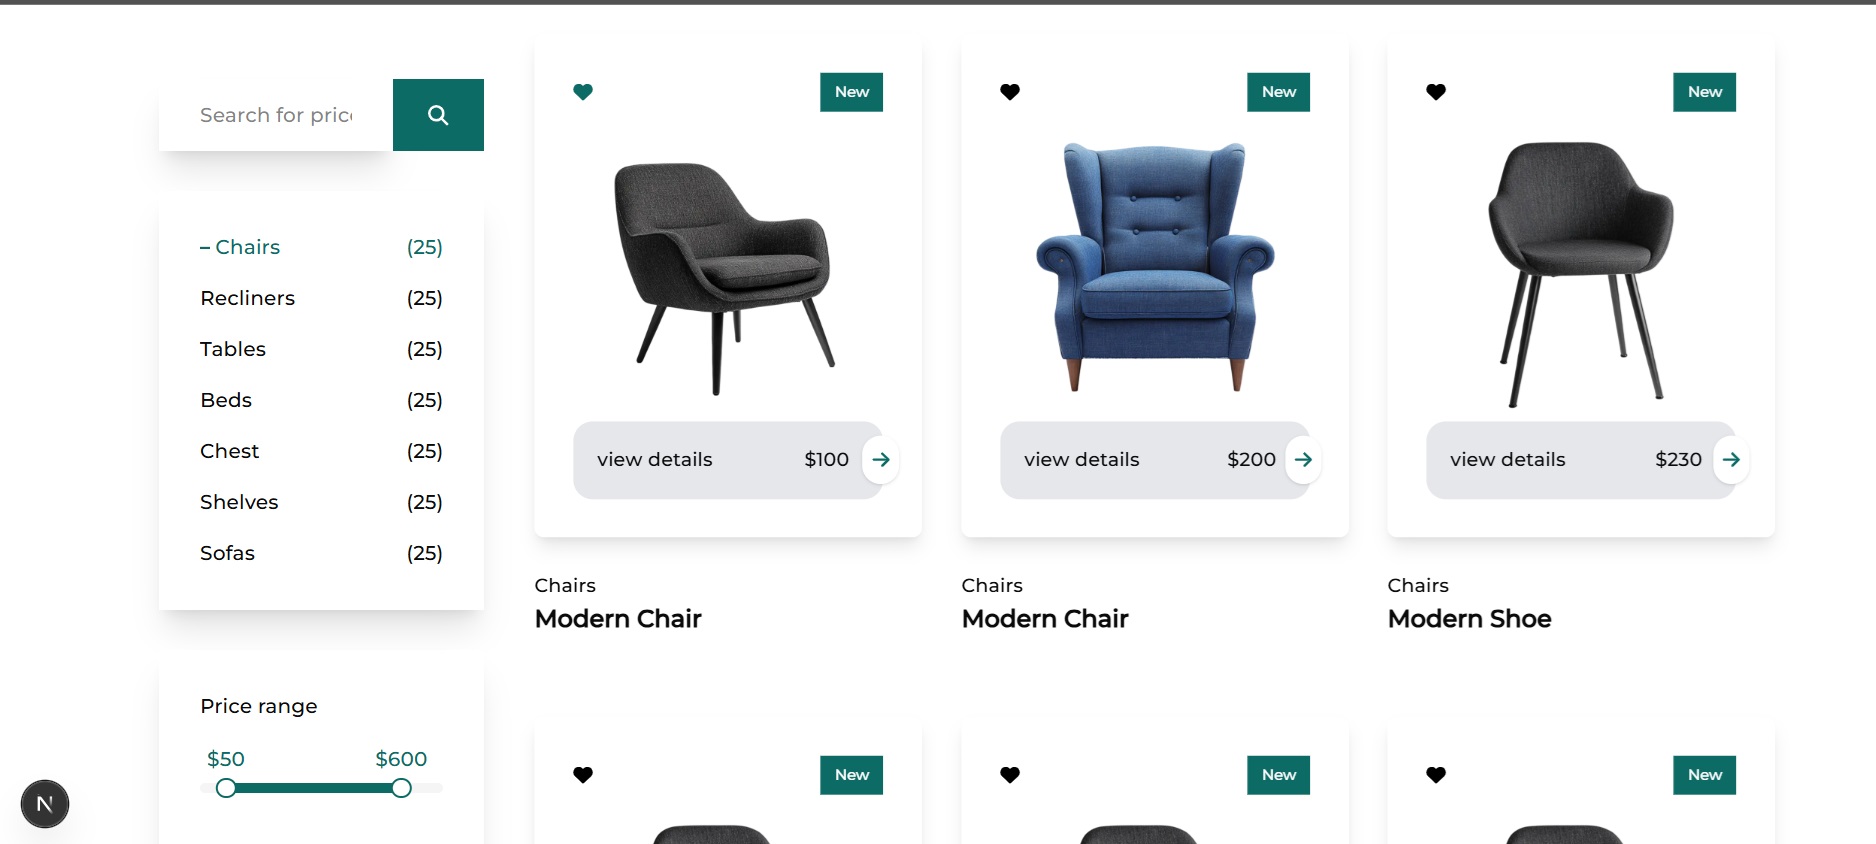 Search for pric
– Chairs (25)
Recliners (25)
Tables (25)
Beds (25)
Chest (25)
Shelves (25)
Sofas (25)
Price range
$50 $600
N
New
view details $100
Chairs
Modern Chair
New
view details $200
Chairs
Modern Chair
New
view details $230
Chairs
Modern Shoe
New
New
New